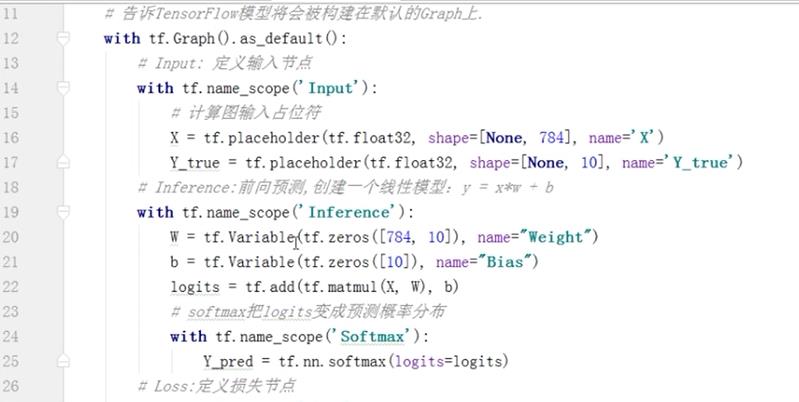 11 # 告诉TensorFlow模型将会被构建在默认的Graph上.
12 with tf.Graph().as_default():
13 # Input: 定义输入节点
14 with tf.name_scope('Input'):
15 # 计算图输入占位符
16 X = tf.placeholder(tf.float32, shape=[None, 784], name='X')
17 Y_true = tf.placeholder(tf.float32, shape=[None, 10], name='Y_true')
18 # Inference:前向预测,创建一个线性模型：y = x*w + b
19 with tf.name_scope('Inference'):
20 W = tf.Variable(tf.zeros([784, 10]), name="Weight")
21 b = tf.Variable(tf.zeros([10]), name="Bias")
22 logits = tf.add(tf.matmul(X, W), b)
23 # softmax把logits变成预测概率分布
24 with tf.name_scope('Softmax'):
25 Y_pred = tf.nn.softmax(logits=logits)
26 # Loss:定义损失节点